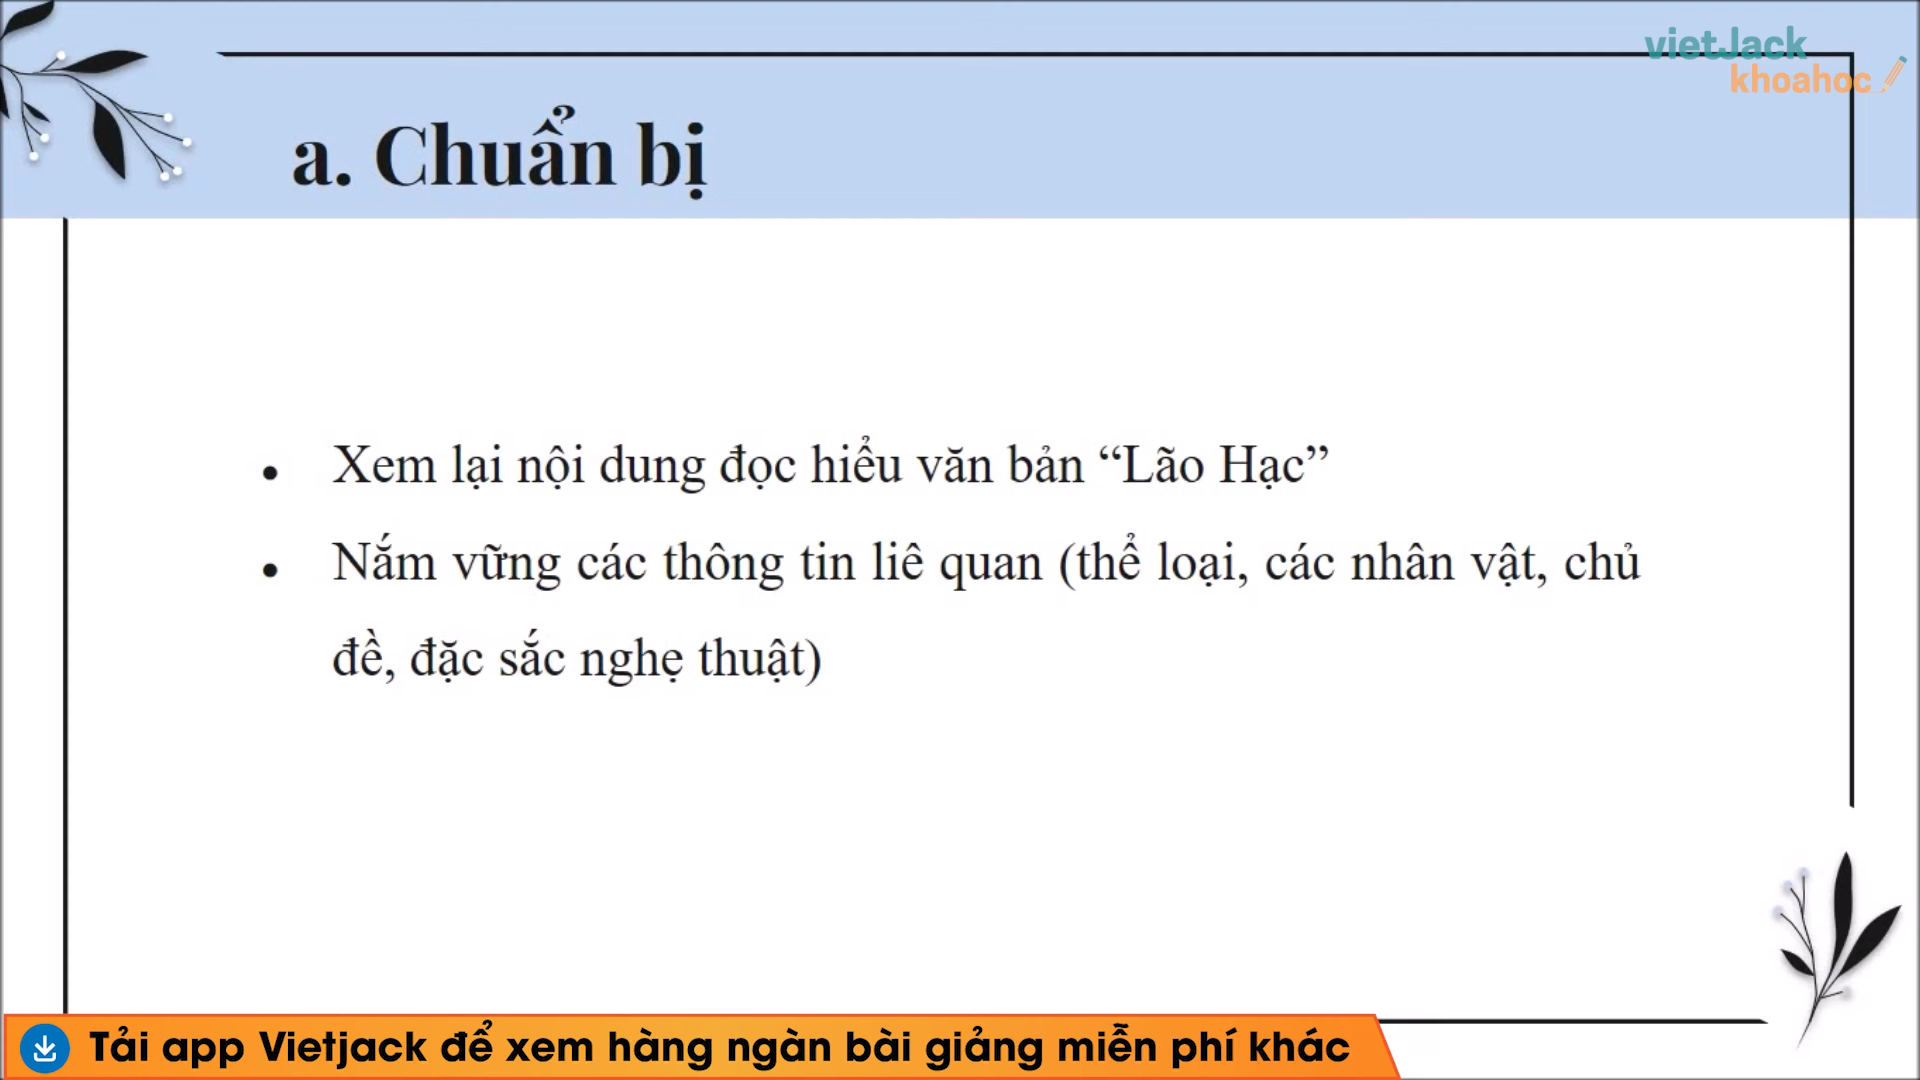 vietJack
khoahoc
a. Chuẩn bị
• Xem lại nội dung đọc hiểu văn bản “Lão Hạc”
• Nắm vững các thông tin liê quan (thể loại, các nhân vật, chủ
đề, đặc sắc nghẹ thuật)
Tải app Vietjack để xem hàng ngàn bài giảng miễn phí khác